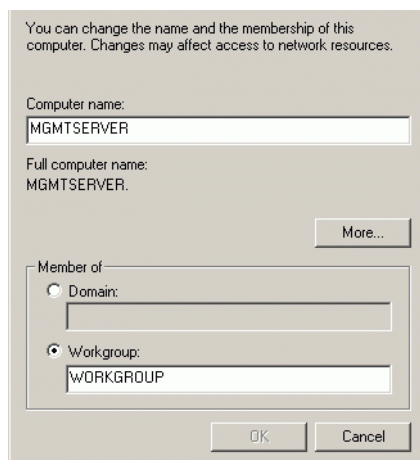 You can change the name and the membership of this
computer. Changes may affect access to network resources.
Computer name:
MGMTSERVER
Full computer name:
MGMTSERVER.
More...
Member of
Domain:
Workgroup:
WORKGROUP
OK
Cancel